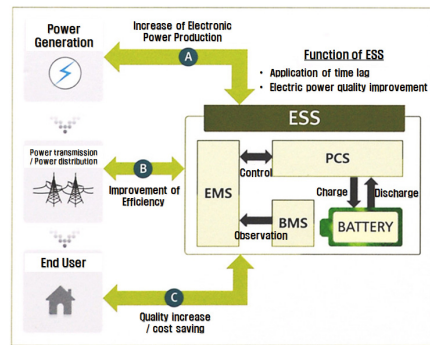 Power
Generation
Increase of Electronic
Power Production
A
Function of ESS
• Application of time lag
• Electric power quality improvement
ESS
Power transmission
/ Power distribution
B
Improvement of
Efficiency
EMS
Control
PCS
Charge
Discharge
Observation
BMS
BATTERY
End User
C
Quality increase
/ cost saving